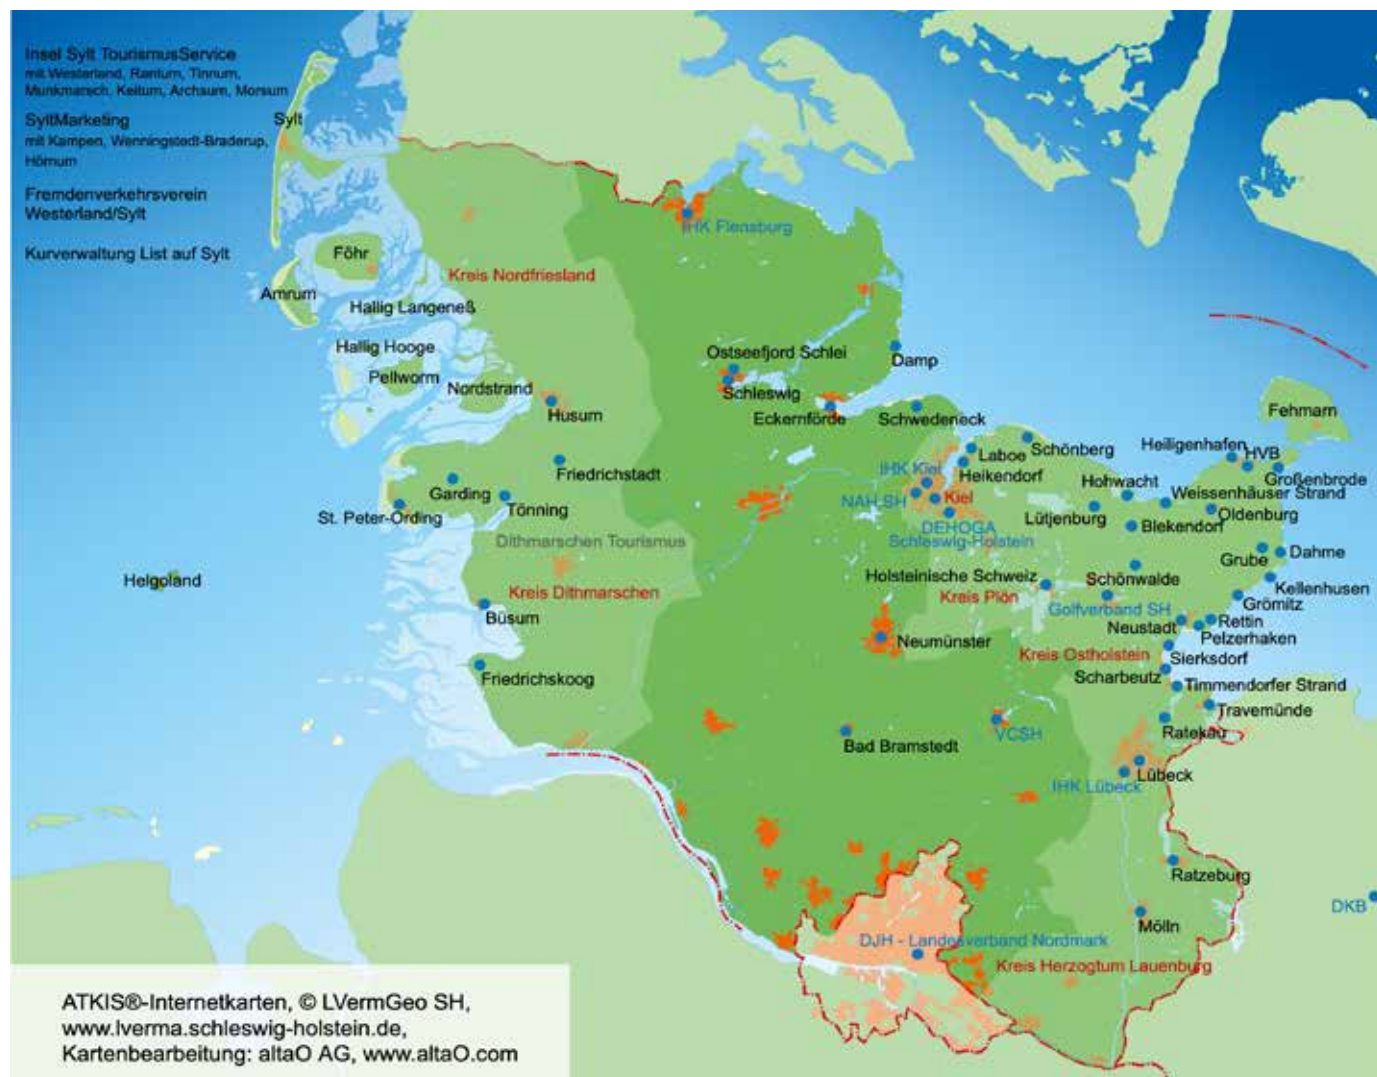 Insel Sylt TourismusService
mit Westerland, Rantum, Tinnum,
Munkmarsch, Keitum, Archsum, Morsum
SyltMarketing
mit Kampen, Wenningstedt-Braderup,
Hörnum
Fremdenverkehrsverein
Westerland/Sylt
Kurverwaltung List auf Sylt
Sylt
Föhr
Amrum
Hallig Langeneß
Hallig Hooge
Pellworm
Nordstrand
Husum
Kreis Nordfriesland
IHK Flensburg
Ostseefjord Schlei
Schleswig
Eckernförde
Damp
Schwedeneck
Friedrichstadt
Garding
Tönning
St. Peter-Ording
Dithmarschen Tourismus
Kreis Dithmarschen
Helgoland
Büsum
Friedrichskoog
IHK Kiel
NAH.SH
Kiel
DEHOGA
Schleswig-Holstein
Laboe
Heikendorf
Schönberg
Fehmarn
Heiligenhafen
HVB
Großenbrode
Hohwacht
Weissenhäuser Strand
Lütjenburg
Oldenburg
Blekendorf
Grube
Dahme
Holsteinische Schweiz
Schönwalde
Kellenhusen
Kreis Plön
Golfverband SH
Grömitz
Neustadt
Rettin
Pelzerhaken
Neumünster
Kreis Ostholstein
Sierksdorf
Scharbeutz
Timmendorfer Strand
Travemünde
Ratekau
Bad Bramstedt
VCSH
Lübeck
IHK Lübeck
Ratzeburg
DKB
Mölln
DJH - Landesverband Nordmark
Kreis Herzogtum Lauenburg
ATKIS®-Internetkarten, © LVermGeo SH,
www.lverma.schleswig-holstein.de,
Kartenbearbeitung: altaO AG, www.altaO.com